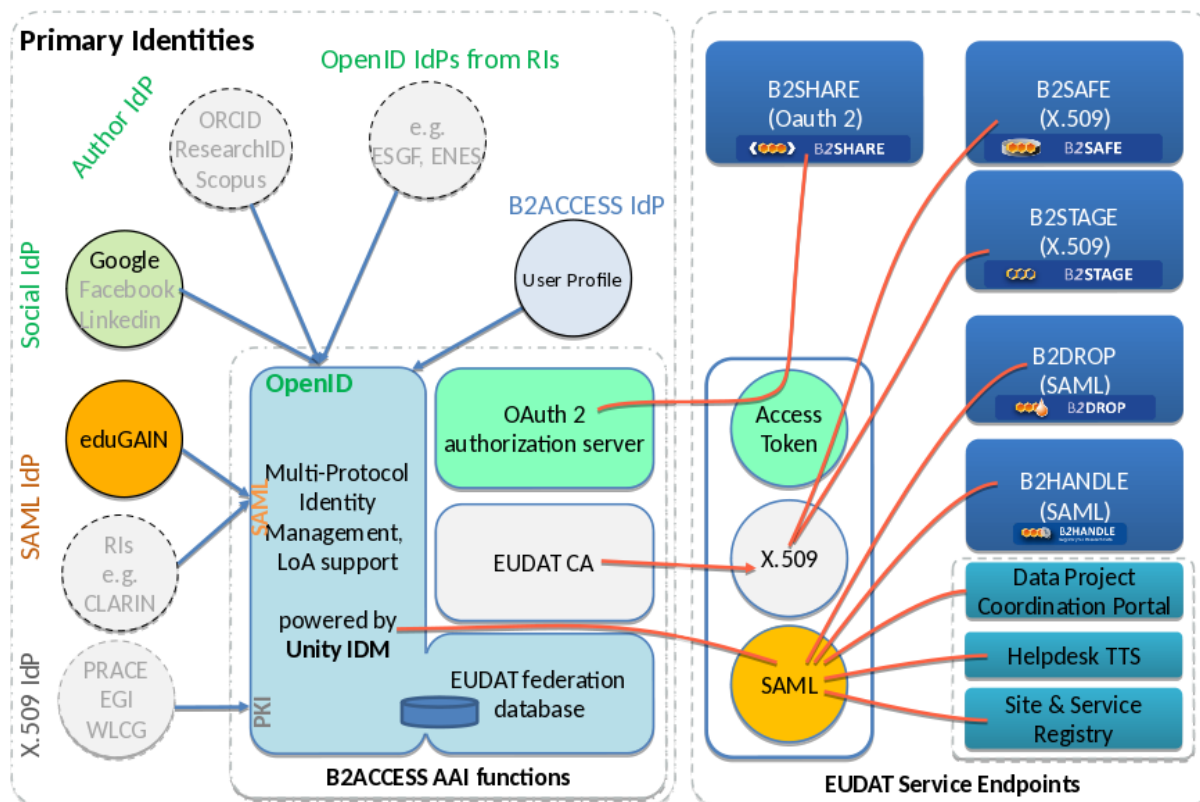 Primary Identities
OpenID IdPs from RIs
Author IdP
ORCID
ResearchID
Scopus
e.g.
ESGF, ENES
B2ACCESS IdP
Social IdP
Google
Facebook
Linkedin
User Profile
OpenID
SAML IdP
eduGAIN
SAML
Multi-Protocol
Identity
Management,
LoA support
powered by
Unity IDM
RIs
e.g.
CLARIN
X.509 IdP
PRACE
EGI
WLCG
PKI
OAuth 2
authorization server
EUDAT CA
EUDAT federation
database
B2ACCESS AAI functions
B2SHARE
(Oauth 2)
B2SHARE
B2SAFE
(X.509)
B2SAFE
B2STAGE
(X.509)
B2STAGE
B2DROP
(SAML)
B2DROP
B2HANDLE
(SAML)
B2HANDLE
Access
Token
X.509
SAML
Data Project
Coordination Portal
Helpdesk TTS
Site & Service
Registry
EUDAT Service Endpoints